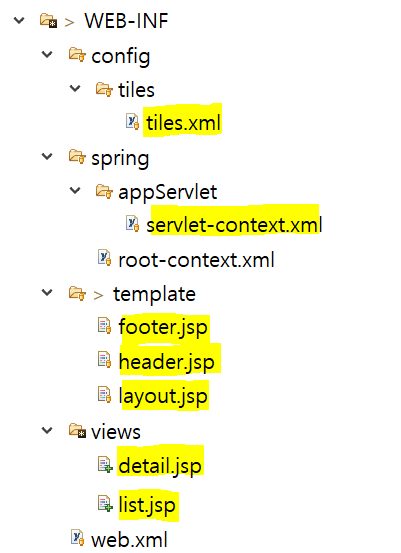 > WEB-INF
config
tiles
tiles.xml
spring
appServlet
servlet-context.xml
root-context.xml
> template
footer.jsp
header.jsp
layout.jsp
views
detail.jsp
list.jsp
web.xml